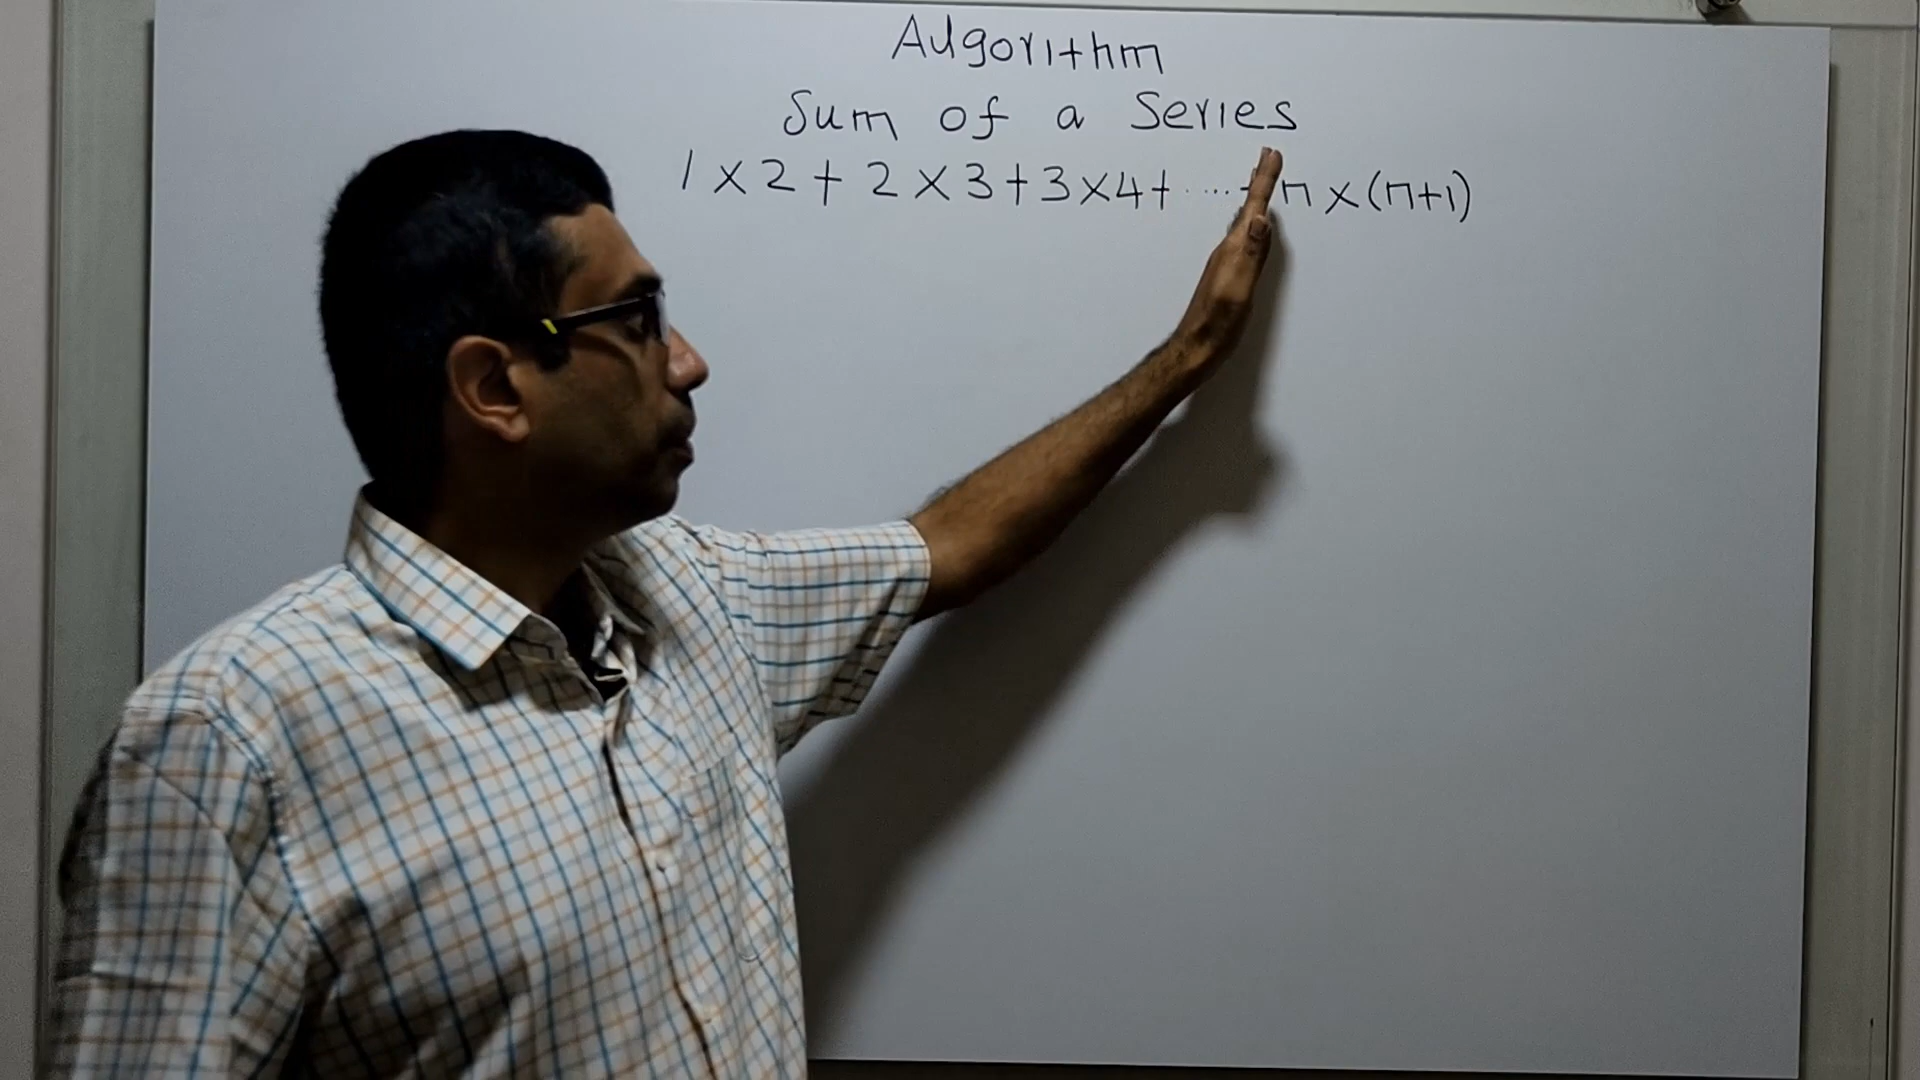 Algorithm
Sum of a Series
1 × 2 + 2 × 3 + 3 × 4 + ..... + n × (n+1)